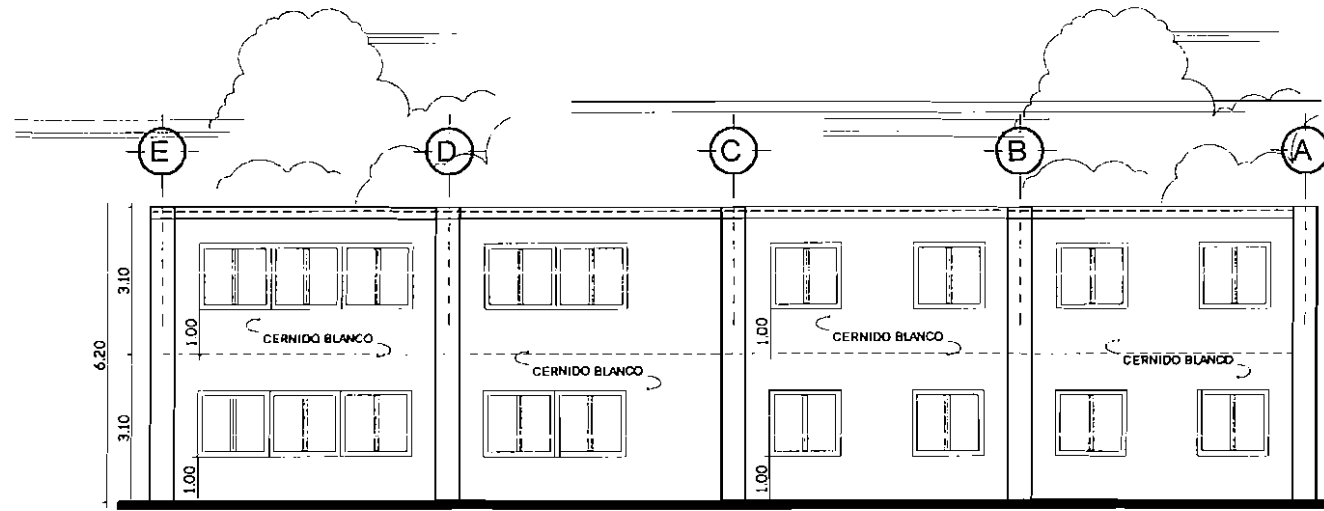 E D C B A
3.10
6.20
3.10
1.00
1.00
1.00
1.00
CERNIDO BLANCO
CERNIDO BLANCO
CERNIDO BLANCO
CERNIDO BLANCO